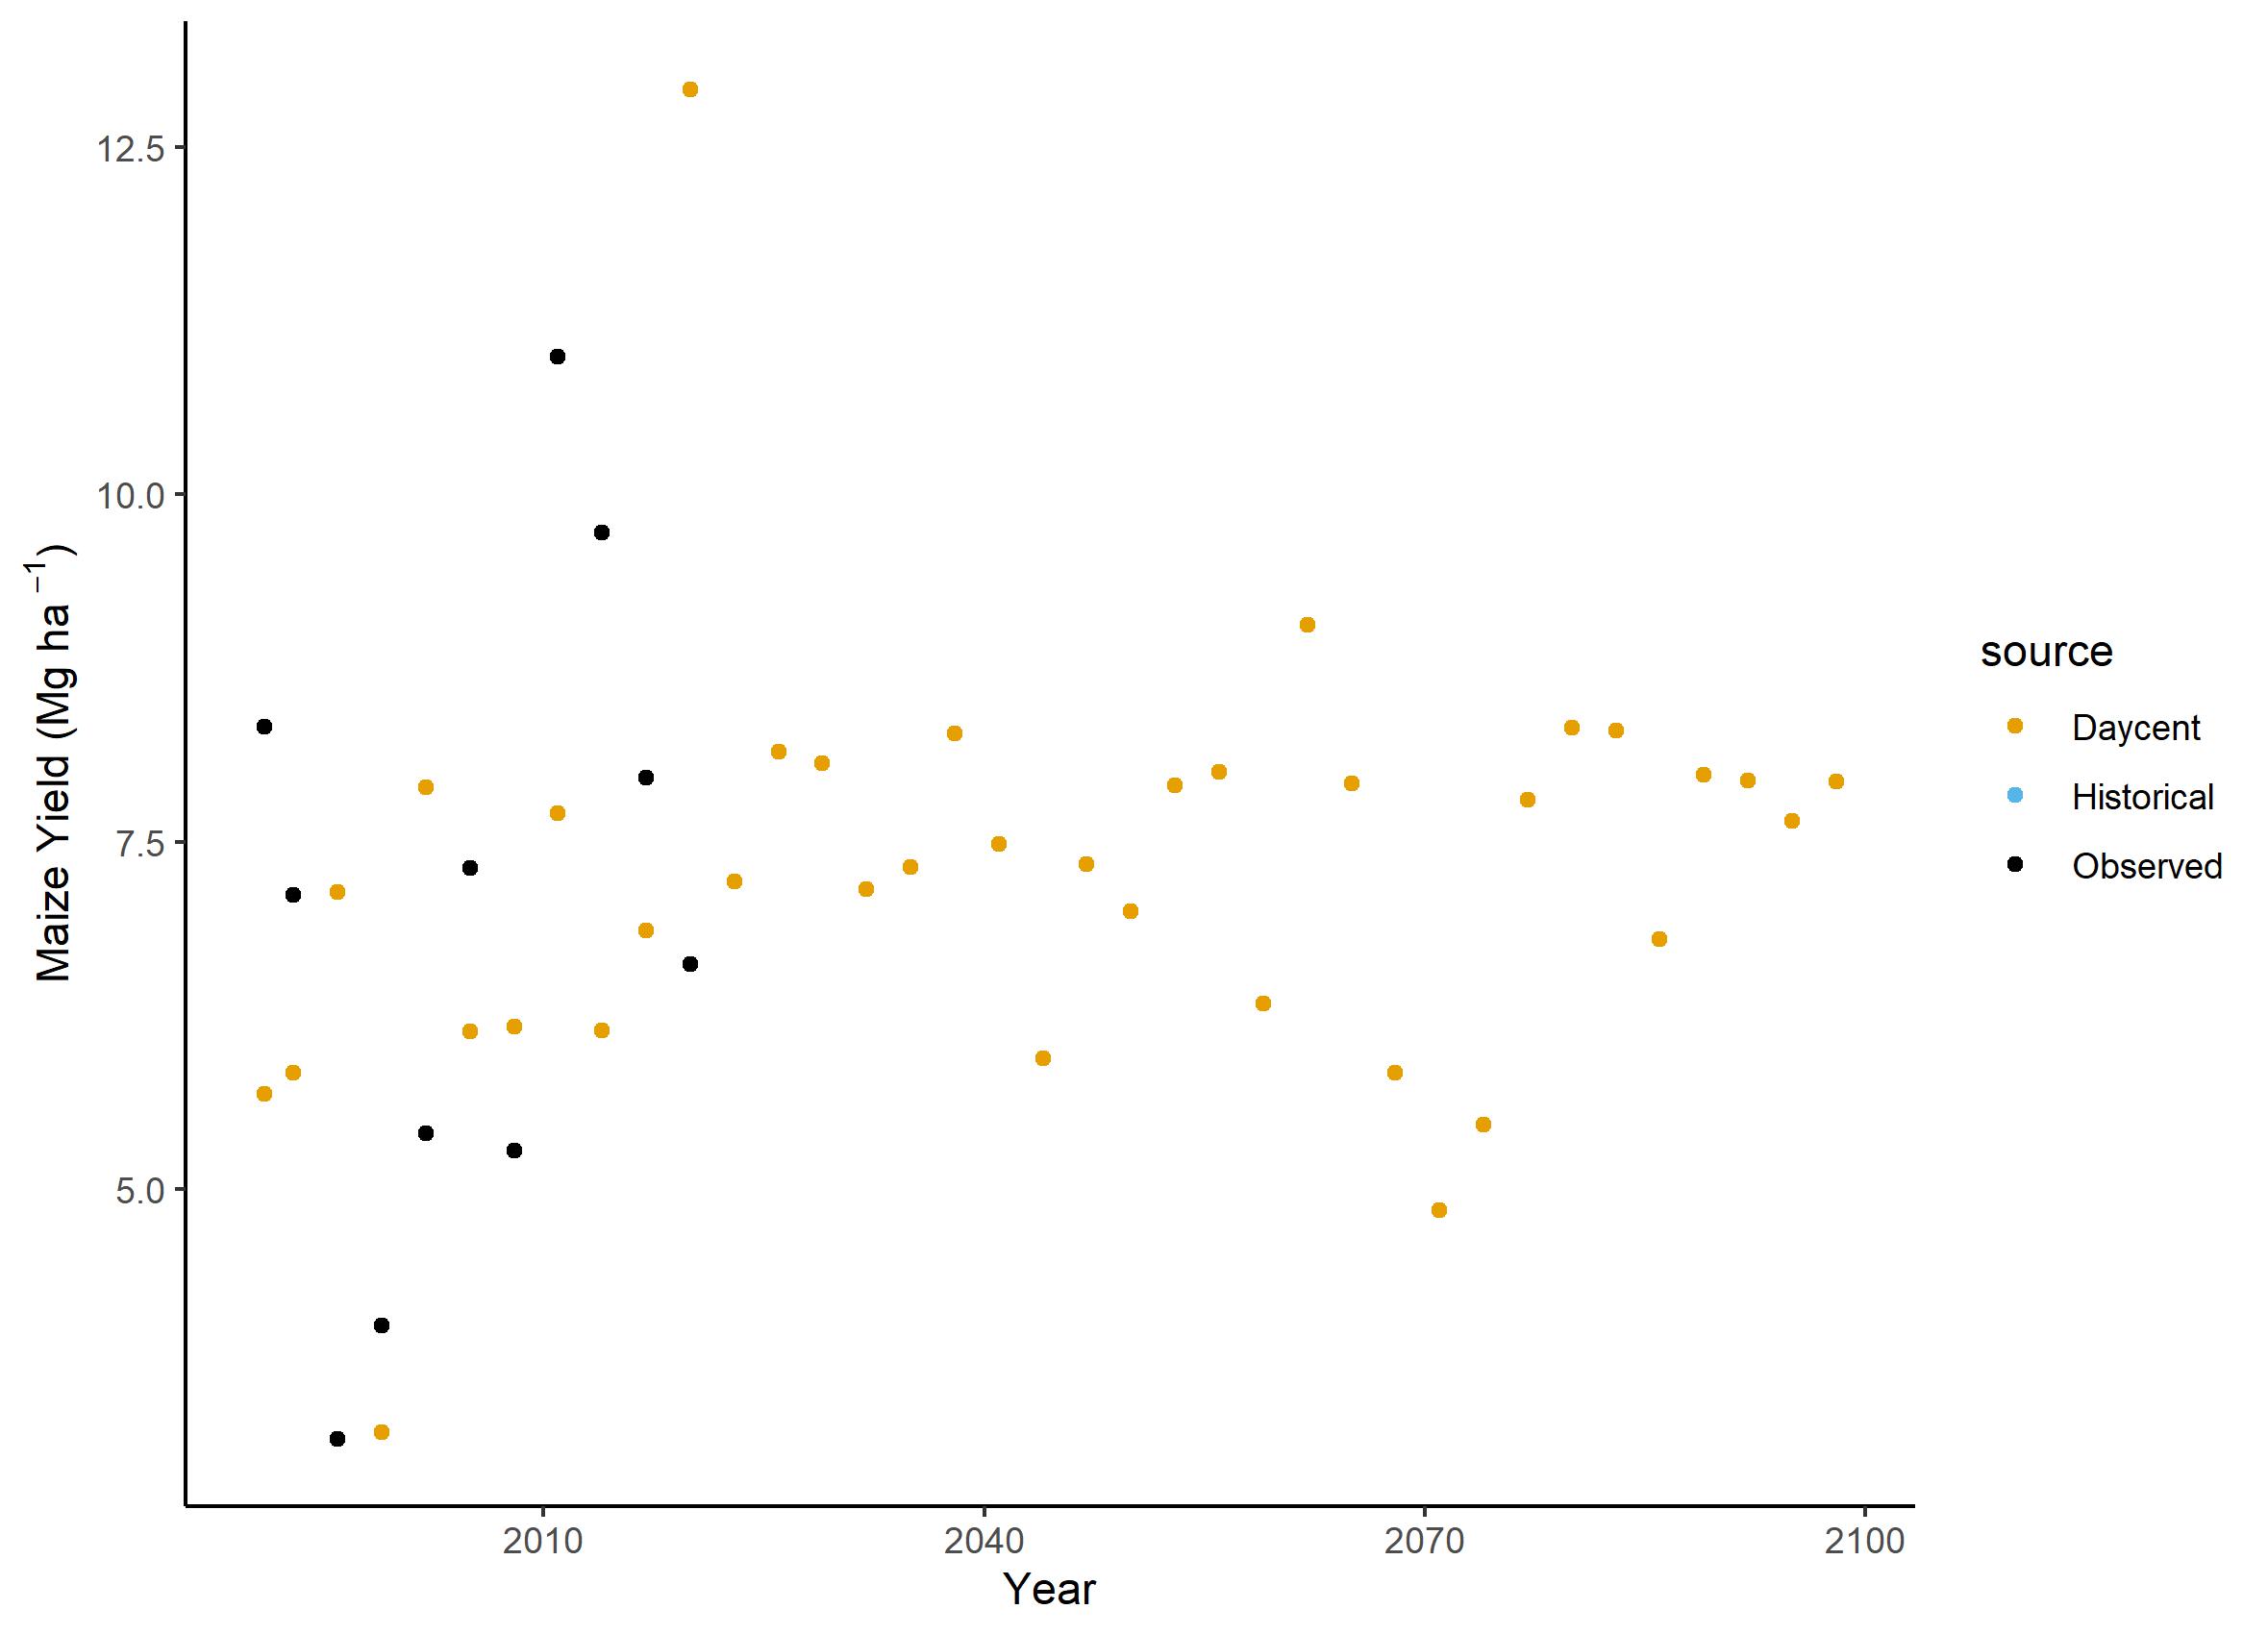 12.5
10.0
7.5
5.0
Maize Yield (Mg ha⁻¹)
2010 2040 2070 2100
Year
source
Daycent
Historical
Observed